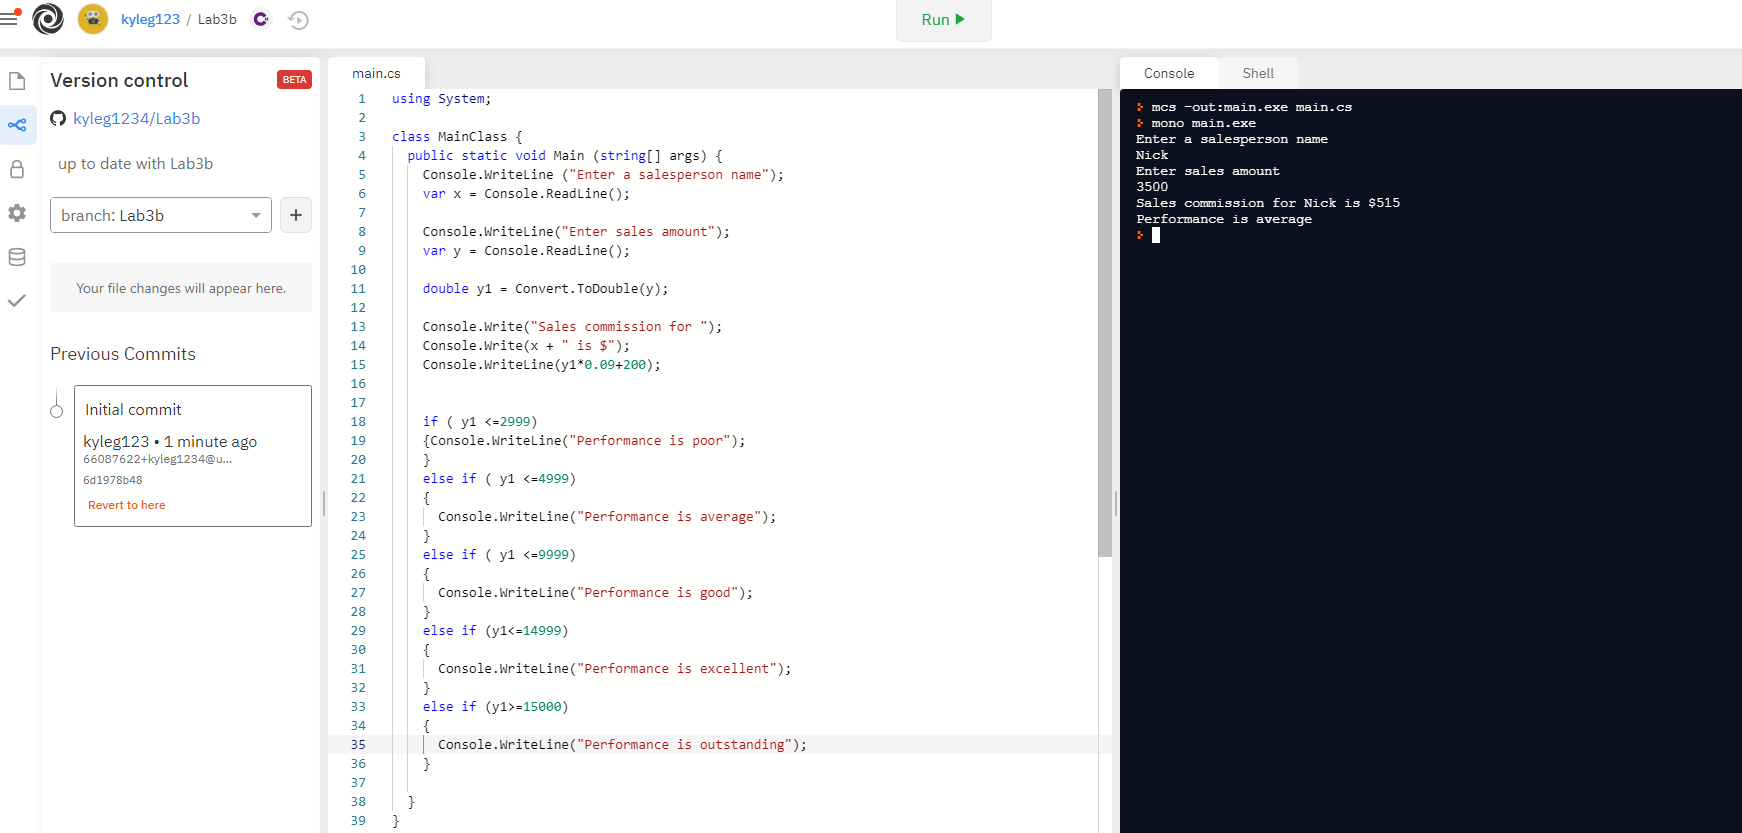 kyleg123 / Lab3b
Run
Version control
BETA
kyleg1234/Lab3b
up to date with Lab3b
branch: Lab3b
+
Your file changes will appear here.
Previous Commits
Initial commit
kyleg123 • 1 minute ago
66087622+kyleg1234@u...
6d1978b48
Revert to here
main.cs
1 using System;
2
3 class MainClass {
4   public static void Main (string[] args) {
5     Console.WriteLine ("Enter a salesperson name");
6     var x = Console.ReadLine();
7
8     Console.WriteLine("Enter sales amount");
9     var y = Console.ReadLine();
10
11     double y1 = Convert.ToDouble(y);
12
13     Console.Write("Sales commission for ");
14     Console.Write(x + " is $");
15     Console.WriteLine(y1*0.09+200);
16
17
18     if ( y1 <=2999)
19     {Console.WriteLine("Performance is poor");
20     }
21     else if ( y1 <=4999)
22     {
23       Console.WriteLine("Performance is average");
24     }
25     else if ( y1 <=9999)
26     {
27       Console.WriteLine("Performance is good");
28     }
29     else if (y1<=14999)
30     {
31       Console.WriteLine("Performance is excellent");
32     }
33     else if (y1>=15000)
34     {
35       Console.WriteLine("Performance is outstanding");
36     }
37
38   }
39 }
Console Shell
mcs -out:main.exe main.cs
mono main.exe
Enter a salesperson name
Nick
Enter sales amount
3500
Sales commission for Nick is $515
Performance is average